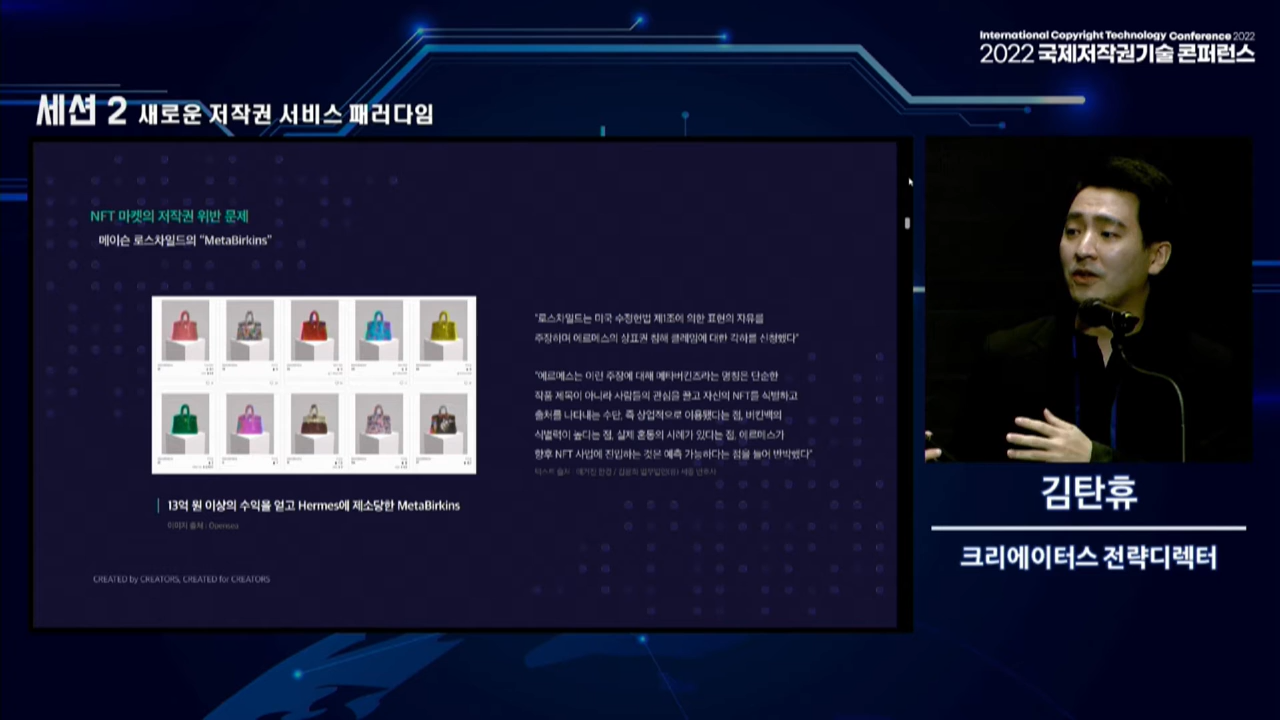 International Copyright Technology Conference 2022
2022 국제저작권기술 콘퍼런스
세션 2 새로운 저작권 서비스 패러다임
NFT 마켓의 저작권 위반 문제
메이슨 로스차일드의 “MetaBirkins”
"로스차일드는 미국 수정헌법 제1조에 의한 표현의 자유를
주장하며 에르메스의 상표권 침해 클레임에 대한 각하를 신청했다"
"에르메스는 이런 주장에 대해 메타버킨즈라는 명칭은 단순한
작품 제목이 아니라 사람들의 관심을 끌고 자신의 NFT를 식별하고
출처를 나타내는 수단, 즉 상업적으로 이용됐다는 점, 버킨백의
식별력이 높다는 점, 실제 혼동의 사례가 있다는 점, 에르메스가
향후 NFT 사업에 진입하는 것은 예측 가능하다는 점을 들어 반박했다"
텍스트 출처 : 매거진 한경 /
13억 원 이상의 수익을 얻고 Hermes에 제소당한 MetaBirkins
이미지 출처 : Opensea
CREATED by CREATORS, CREATED for CREATORS
김탄휴
크리에이터스 전략디렉터